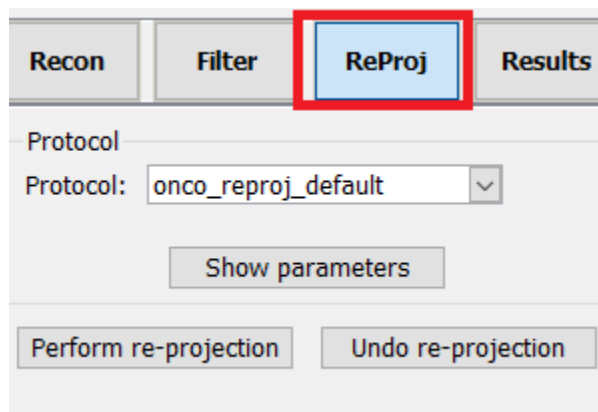 Recon Filter ReProj Results
Protocol
Protocol: onco_reproj_default
Show parameters
Perform re-projection Undo re-projection